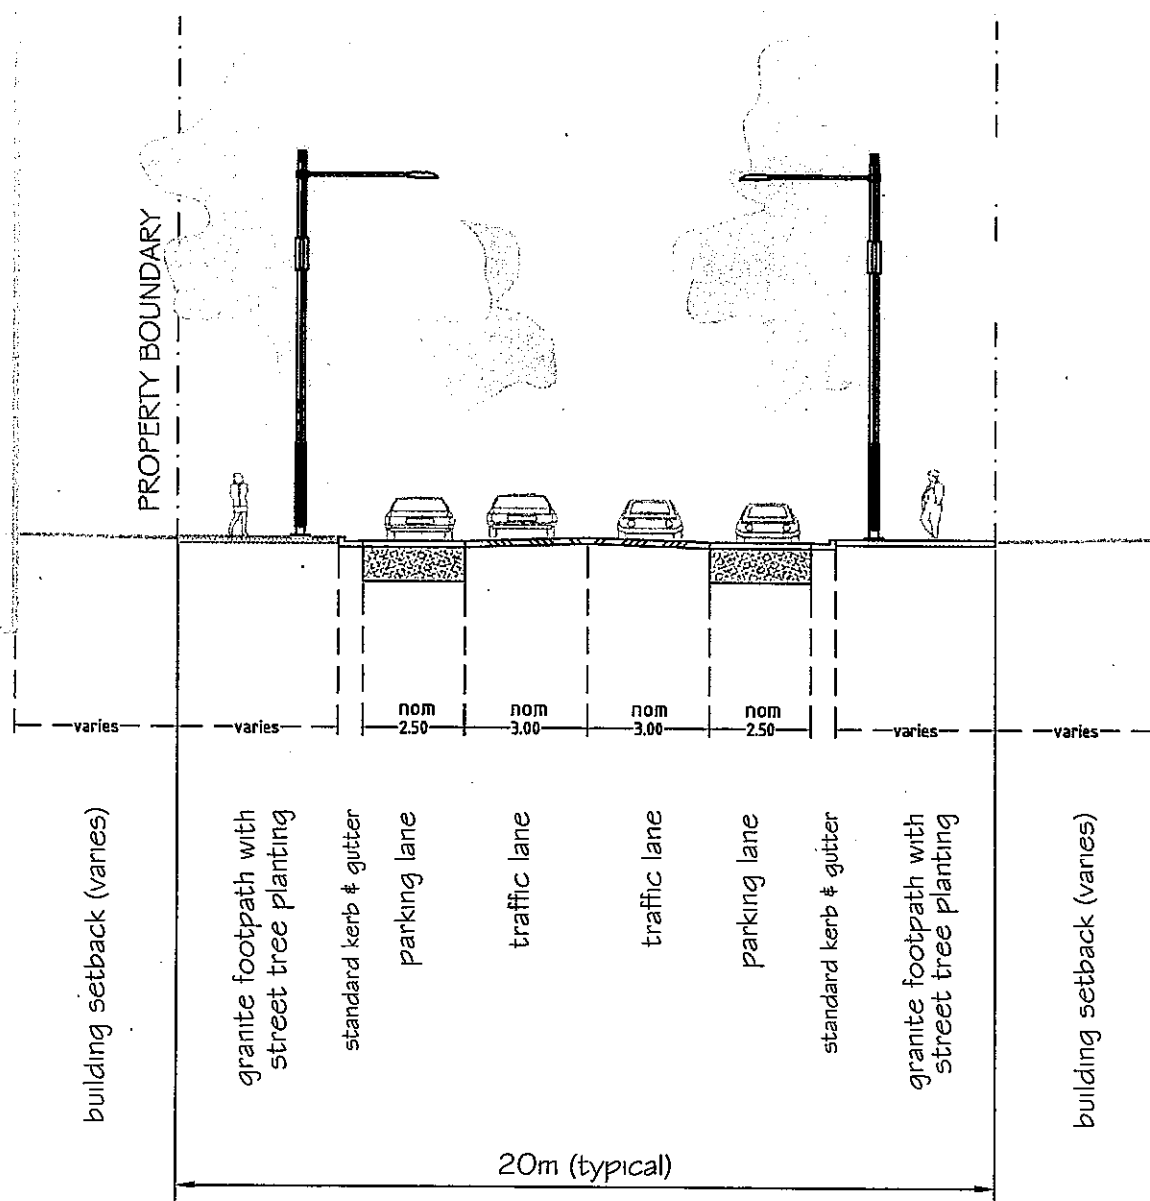 PROPERTY BOUNDARY
varies
varies
nom
2.50
nom
3.00
nom
3.00
nom
2.50
varies
varies
building setback (varies)
granite footpath with
street tree planting
standard kerb & gutter
parking lane
traffic lane
traffic lane
parking lane
standard kerb & gutter
granite footpath with
street tree planting
building setback (varies)
20m (typical)